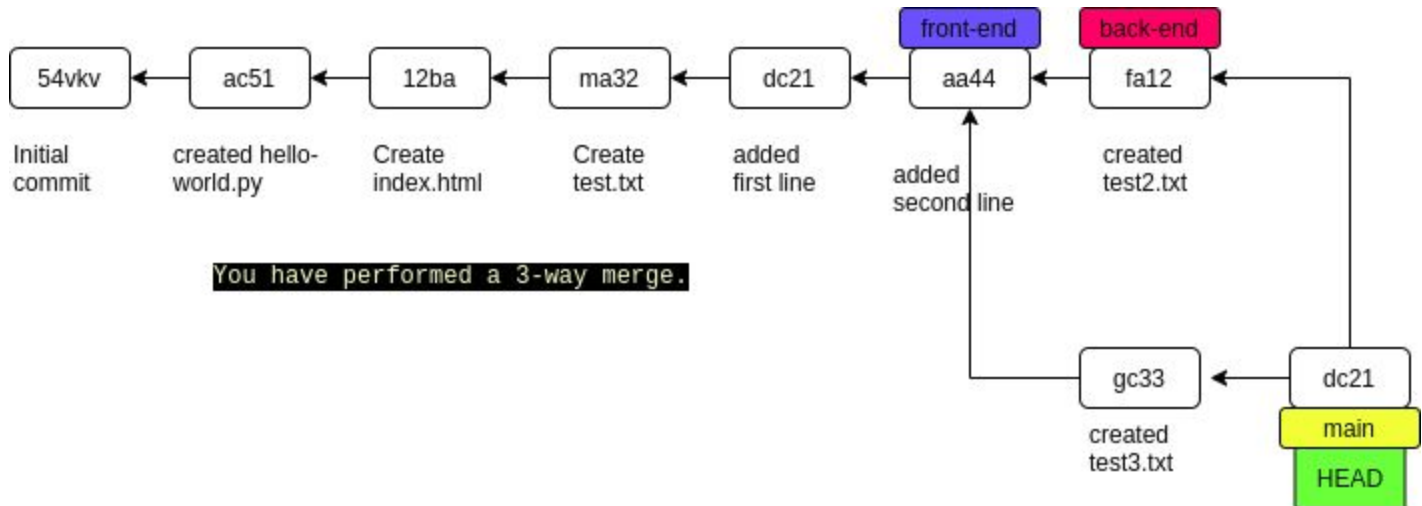 front-end
back-end
54vkv
ac51
12ba
ma32
dc21
aa44
fa12
Initial
commit
created hello-
world.py
Create
index.html
Create
test.txt
added
first line
added
second line
created
test2.txt
You have performed a 3-way merge.
gc33
dc21
created
test3.txt
main
HEAD